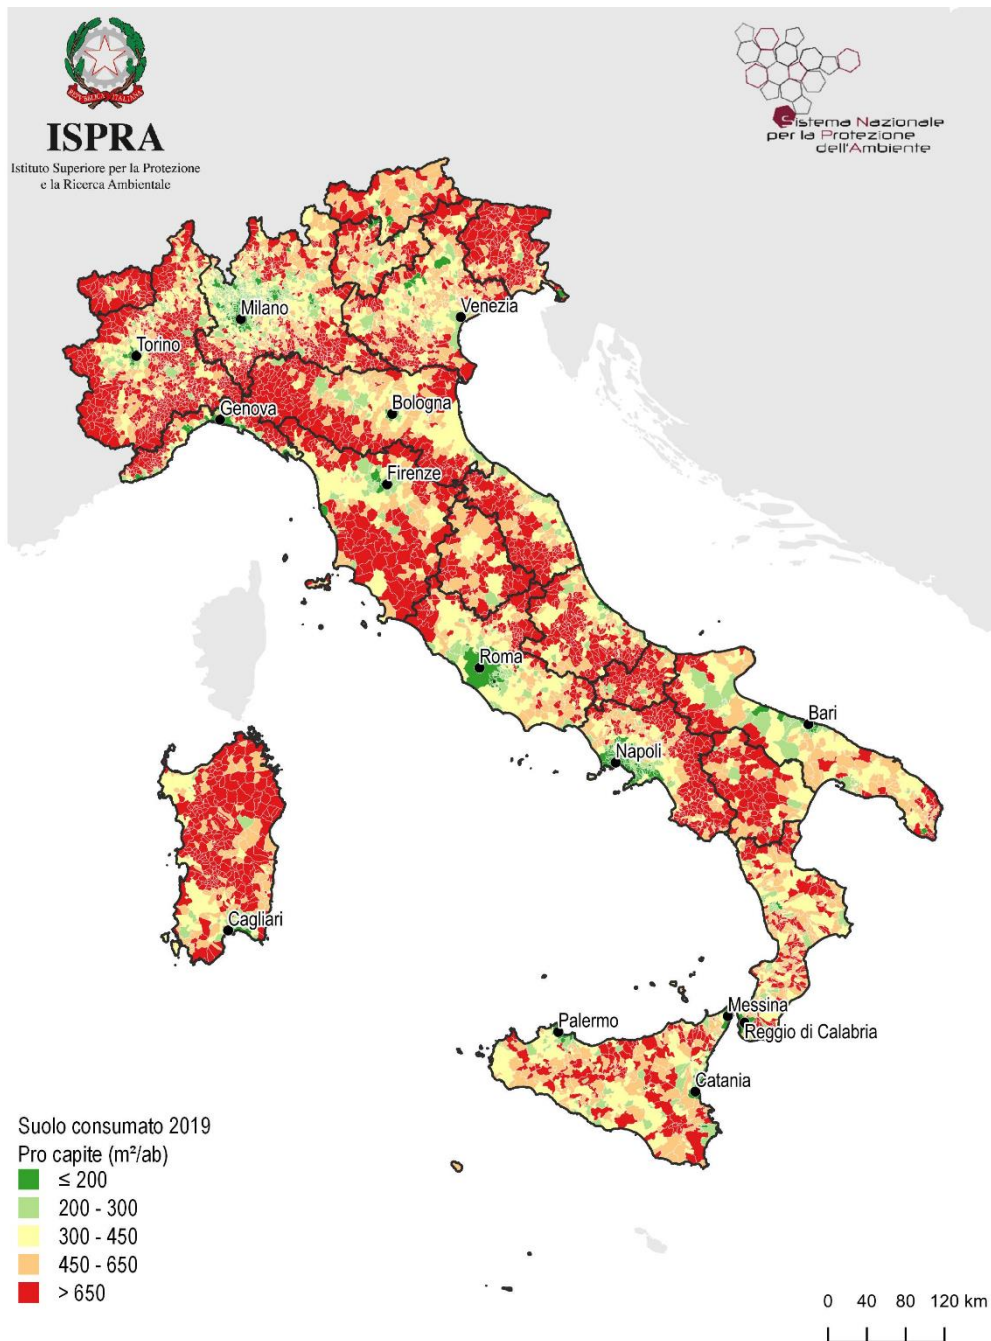 REPVBBLICA ITALIANA
ISPRA
Istituto Superiore per la Protezione
e la Ricerca Ambientale
Sistema Nazionale
per la Protezione
dell'Ambiente
Milano
Venezia
Torino
Genova
Bologna
Firenze
Roma
Bari
Napoli
Cagliari
Messina
Palermo
Reggio di Calabria
Catania
Suolo consumato 2019
Pro capite (m²/ab)
≤ 200
200 - 300
300 - 450
450 - 650
> 650
0 40 80 120 km